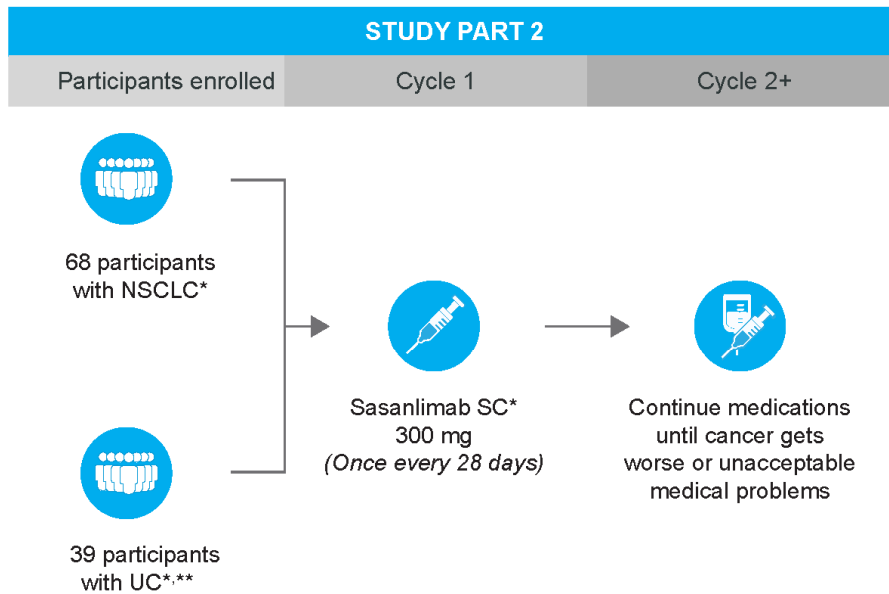 STUDY PART 2
Participants enrolled
Cycle 1
Cycle 2+
68 participants
with NSCLC*
39 participants
with UC*,**
Sasanlimab SC*
300 mg
(Once every 28 days)
Continue medications
until cancer gets
worse or unacceptable
medical problems